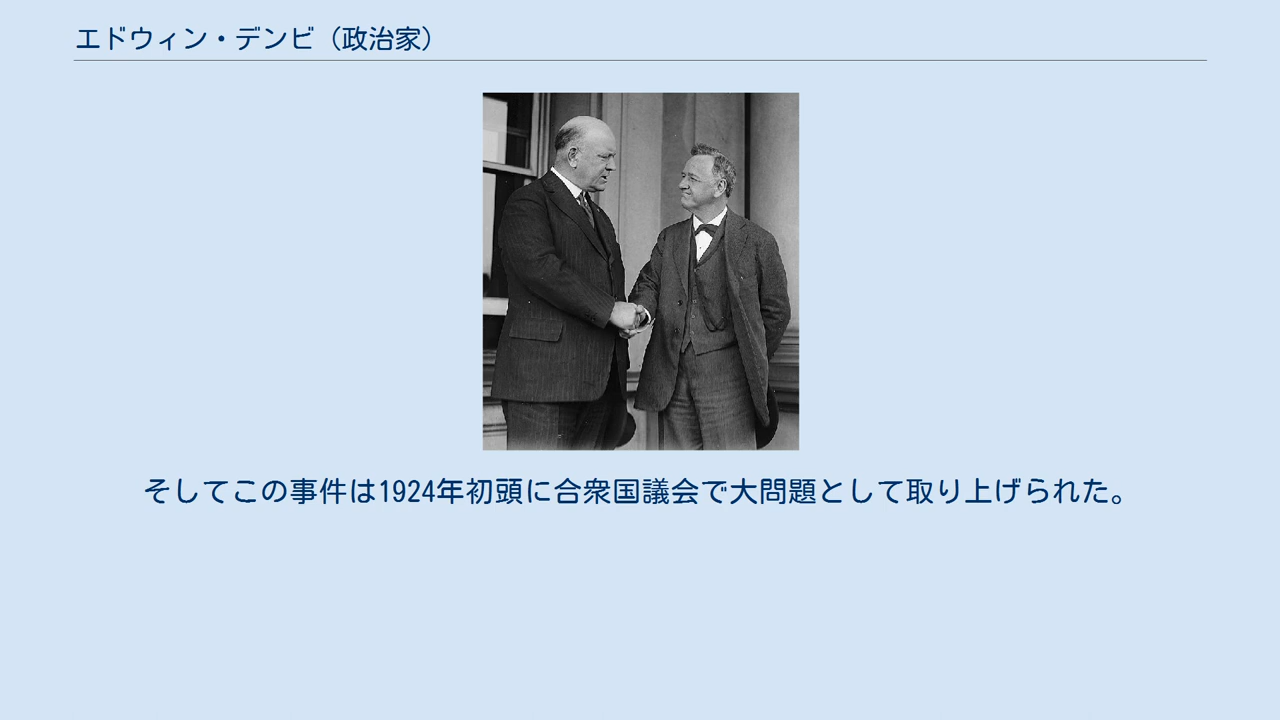 エドウィン・デンビ（政治家）
そしてこの事件は1924年初頭に合衆国議会で大問題として取り上げられた。